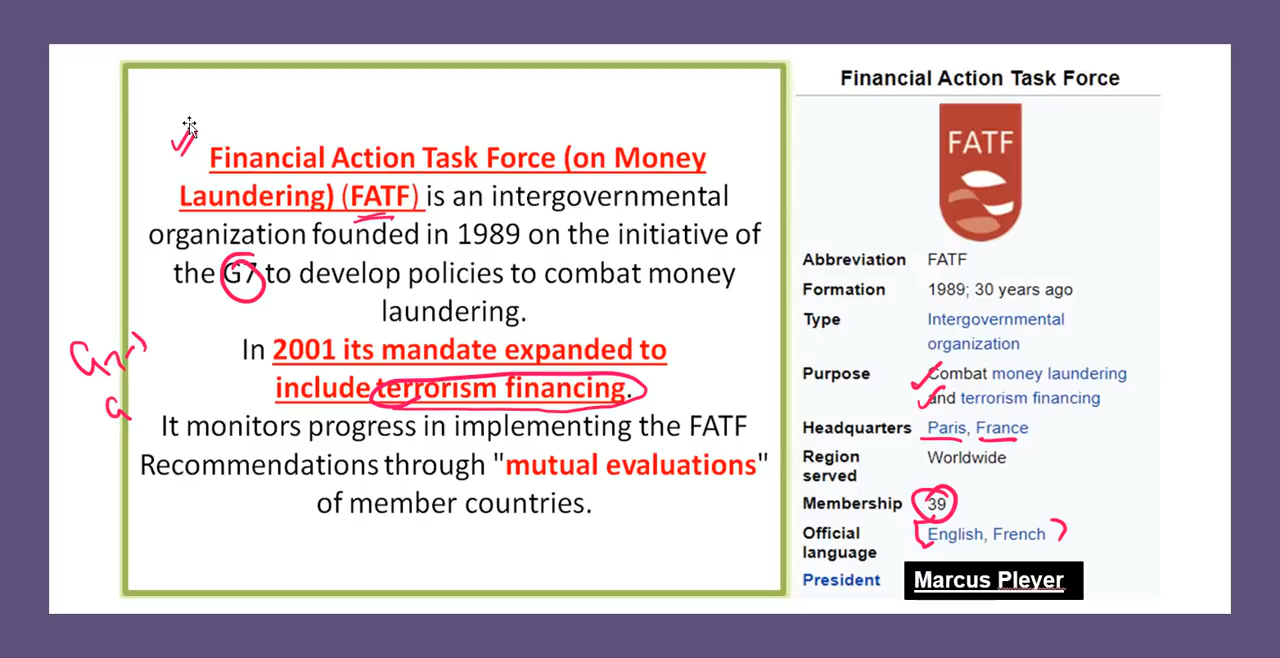 Financial Action Task Force (on Money
Laundering) (FATF) is an intergovernmental
organization founded in 1989 on the initiative of
the G7 to develop policies to combat money
laundering.
In 2001 its mandate expanded to
include terrorism financing.
It monitors progress in implementing the FATF
Recommendations through "mutual evaluations"
of member countries.
Financial Action Task Force
FATF
Abbreviation FATF
Formation 1989; 30 years ago
Type Intergovernmental
organization
Purpose Combat money laundering
and terrorism financing
Headquarters Paris, France
Region
served Worldwide
Membership 39
Official
language English, French
President Marcus Pleyer